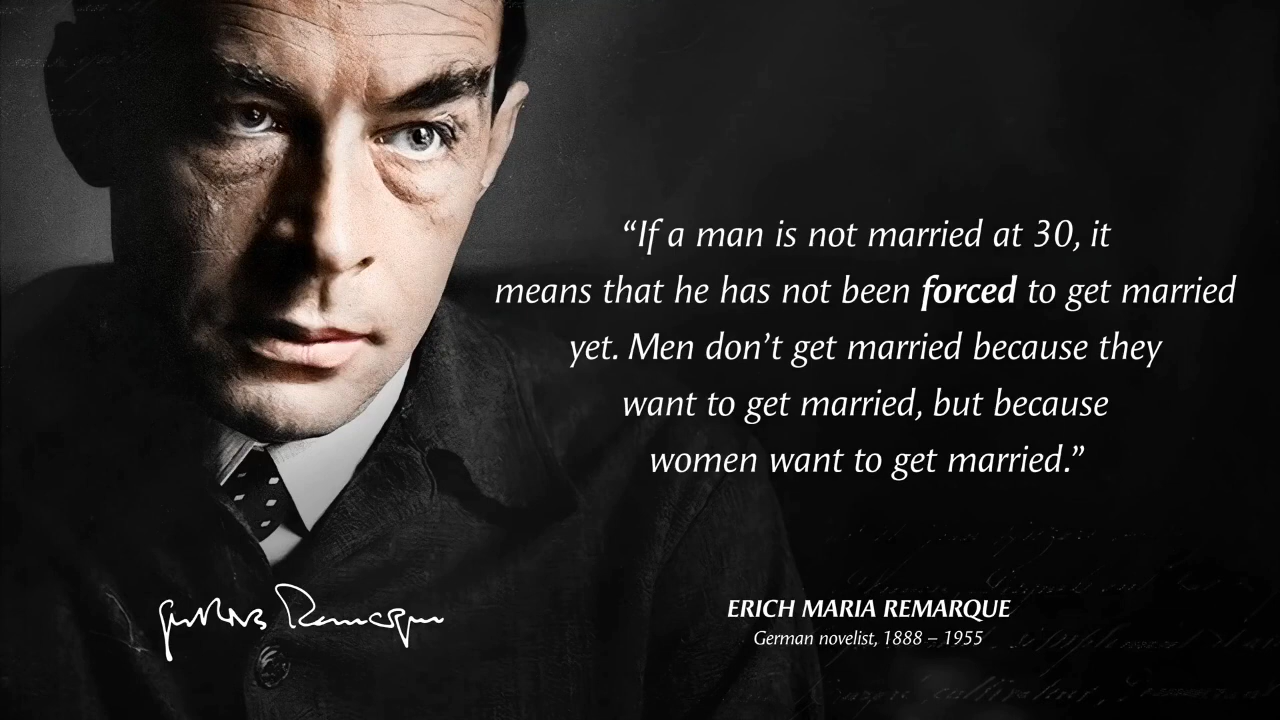 “If a man is not married at 30, it
means that he has not been forced to get married
yet. Men don’t get married because they
want to get married, but because
women want to get married.”
Remarque
ERICH MARIA REMARQUE
German novelist, 1888 – 1955